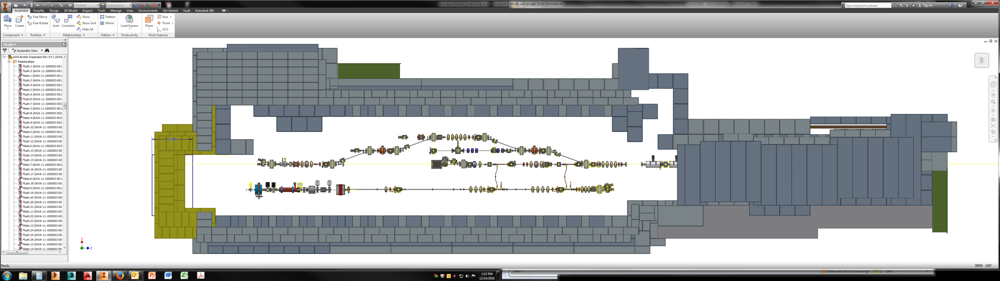 Material
Appearance
Autodesk Inventor Professional 2014 AWA DRIVE BEAM and EEX.iam (FULL EXPANSION)
Type a keyword or phrase
Sign In
PRO
Assemble Simplify Design 3D Model Inspect Tools Manage View Environments Get Started Vault Autodesk 360
Place
Create
Free Move
Free Rotate
Joint
Constrain
Show
Show Sick
Hide All
Pattern
Mirror
Load Express
Plane
Axis
Point
UCS
Component Position Relationships Pattern Productivity Work Features
Model
Assembly View
AWA Bunker Expansion Rev 07:1 (AWA
Relationships
Flush:1 (AWA-11-1000003-001
Flush:2 (AWA-11-1000003-001
Mate:1 (AWA-11-1000003-001:
Flush:3 (AWA-11-1000003-001
Flush:4 (AWA-11-1000003-001
Mate:2 (AWA-11-1000003-001:
Flush:5 (AWA-11-1000003-001
Flush:6 (AWA-11-1000003-001
Flush:7 (AWA-11-1000003-002
Mate:3 (AWA-11-1000003-001:
Flush:8 (AWA-11-1000003-002
Mate:4 (AWA-11-1000003-003:
Flush:9 (AWA-11-1000003-003
Flush:10 (AWA-11-1000003-00
Mate:5 (AWA-11-1000003-001:
Flush:11 (AWA-11-1000003-00
Flush:12 (AWA-11-1000003-00
Mate:6 (AWA-11-1000003-003:
Flush:13 (AWA-11-1000003-00
Flush:14 (AWA-11-1000003-00
Flush:15 (AWA-11-1000003-00
Mate:7 (AWA-11-1000003-002:
Flush:16 (AWA-11-1000003-00
Flush:17 (AWA-11-1000003-00
Mate:8 (AWA-11-1000003-001:
Flush:18 (AWA-11-1000003-00
Mate:9 (AWA-11-1000003-001:
Flush:19 (AWA-11-1000003-00
Mate:10 (AWA-11-1000003-00
Flush:20 (AWA-11-1000003-00
Flush:21 (AWA-11-1000003-00
Mate:11 (AWA-11-1000003-00
Flush:22 (AWA-11-1000003-00
Flush:23 (AWA-11-1000003-00
Mate:12 (AWA-11-1000003-00
Flush:24 (AWA-11-1000003-00
Flush:25 (AWA-11-1000003-00
Flush:26 (AWA-11-1000003-00
Mate:13 (AWA-11-1000003-00
Mate:14 (AWA-11-1000003-00
TOP
X
Z
Ready
38909 1067
Items: 5
Online with Microsoft Exchange
100%
1:22 PM
12/14/2016